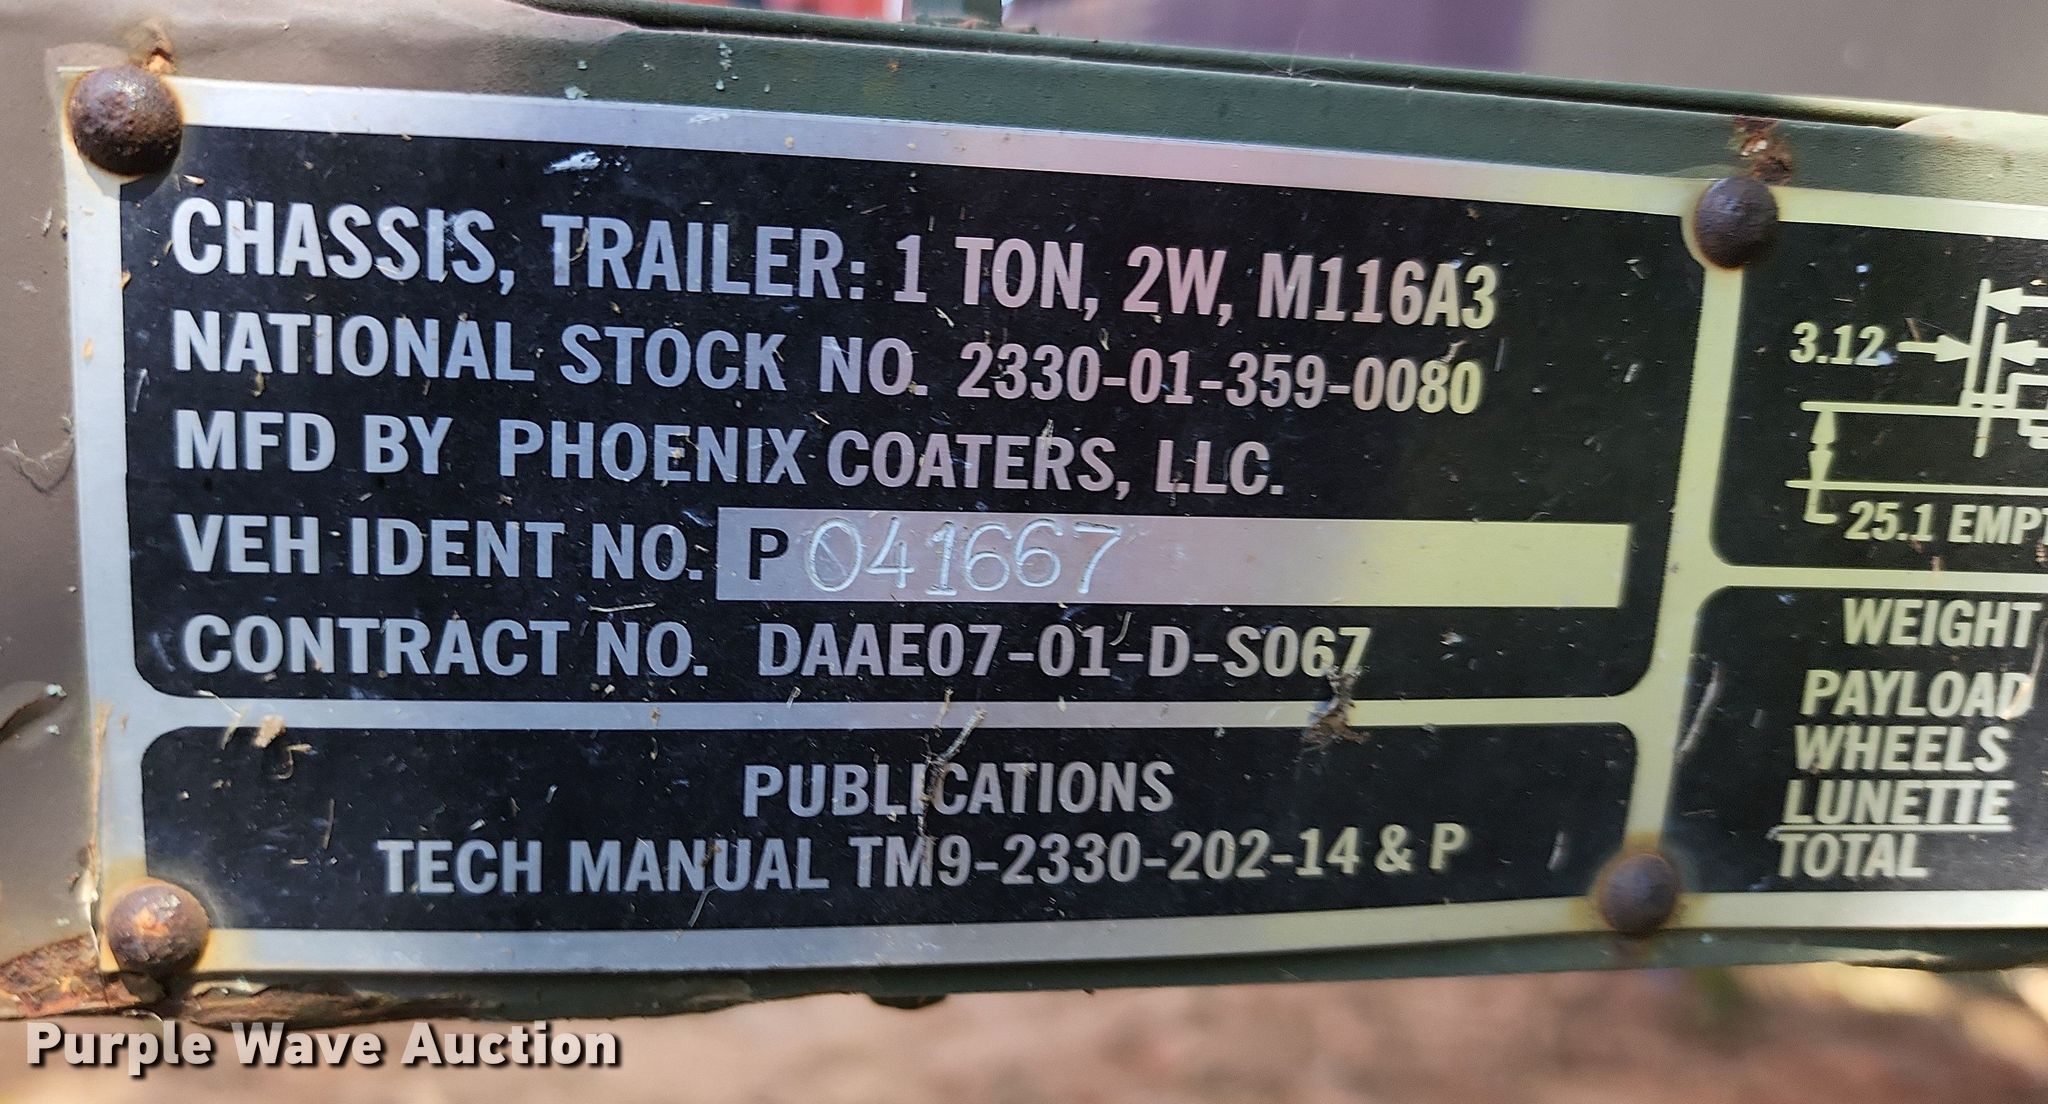 CHASSIS, TRAILER: 1 TON, 2W, M116A3
NATIONAL STOCK NO. 2330-01-359-0080
MFD BY PHOENIX COATERS, LLC.
VEH IDENT NO. P041667
CONTRACT NO. DAAE07-01-D-S067
PUBLICATIONS
TECH MANUAL TM9-2330-202-14 & P
3.12
25.1
WEIGHT
PAYLOAD
WHEELS
LUNETTE
TOTAL
Purple Wave Auction